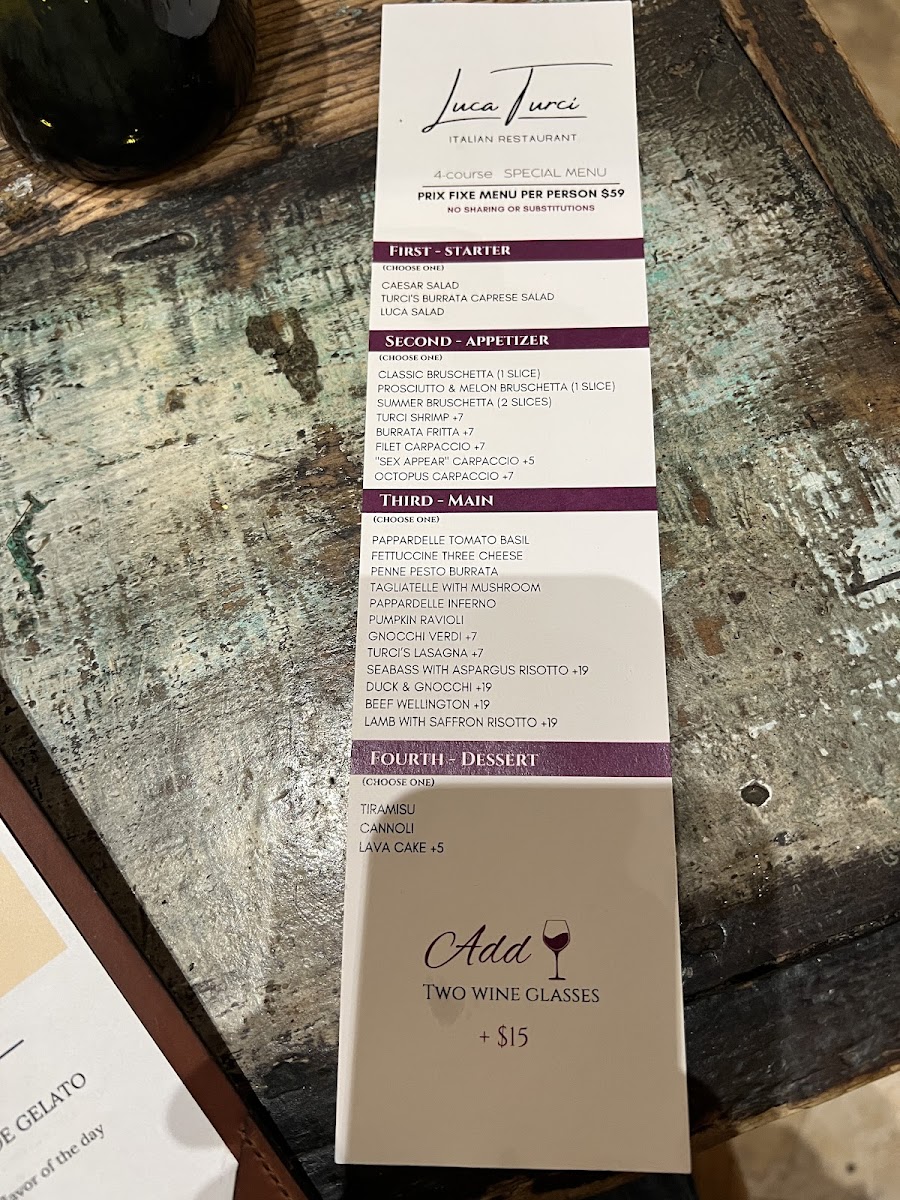 Luca Turci
ITALIAN RESTAURANT
4-course SPECIAL MENU
PRIX FIXE MENU PER PERSON $59
NO SHARING OR SUBSTITUTIONS
FIRST - STARTER
(CHOOSE ONE)
CAESAR SALAD
TURCI'S BURRATA CAPRESE SALAD
LUCA SALAD
SECOND - APPETIZER
(CHOOSE ONE)
CLASSIC BRUSCHETTA (1 SLICE)
PROSCIUTTO & MELON BRUSCHETTA (1 SLICE)
SUMMER BRUSCHETTA (2 SLICES)
TURCI SHRIMP +7
BURRATA FRITTA +7
FILET CARPACCIO +7
"SEX APPEAR" CARPACCIO +5
OCTOPUS CARPACCIO +7
THIRD - MAIN
(CHOOSE ONE)
PAPPARDELLE TOMATO BASIL
FETTUCCINE THREE CHEESE
PENNE PESTO BURRATA
TAGLIATELLE WITH MUSHROOM
PAPPARDELLE INFERNO
PUMPKIN RAVIOLI
GNOCCHI VERDI +7
TURCI'S LASAGNA +7
SEABASS WITH ASPARGUS RISOTTO +19
DUCK & GNOCCHI +19
BEEF WELLINGTON +19
LAMB WITH SAFFRON RISOTTO +19
FOURTH - DESSERT
(CHOOSE ONE)
TIRAMISU
CANNOLI
LAVA CAKE +5
Add
TWO WINE GLASSES
+ $15
GELATO
of the day